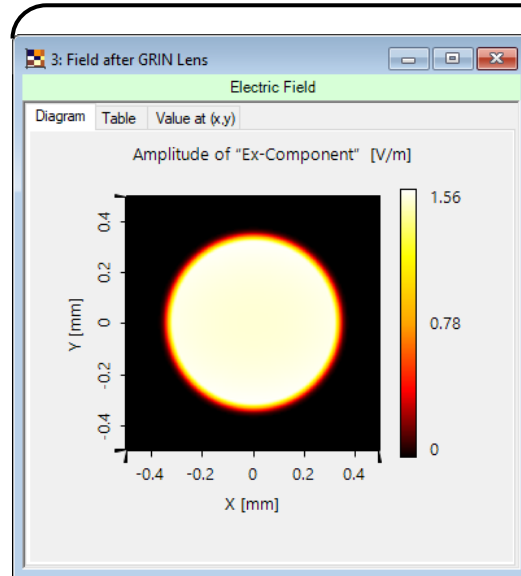 3: Field after GRIN Lens
Electric Field
Diagram Table Value at (x,y)
Amplitude of "Ex-Component" [V/m]
0.4
0.2
0
-0.2
-0.4
Y [mm]
-0.4 -0.2 0 0.2 0.4
X [mm]
1.56
0.78
0